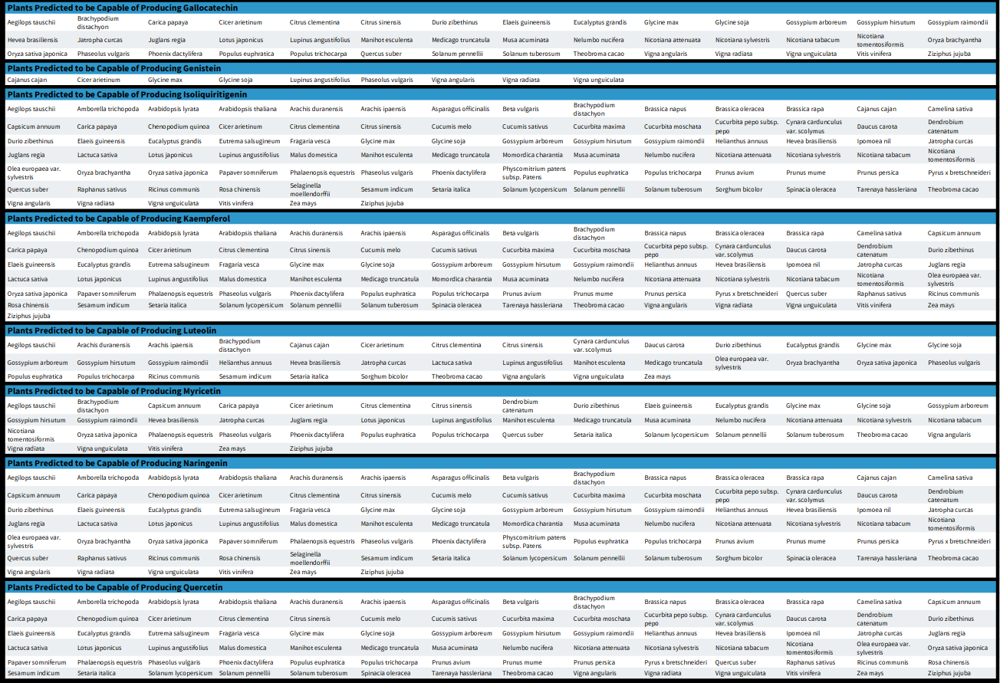 Plants Predicted to be Capable of Producing Gallocatechin
Aegilops tauschii Brachypodium distachyon Carica papaya Cicer arietinum Citrus clementina Citrus sinensis Durio zibethinus Elaeis guineensis Eucalyptus grandis Glycine max Glycine soja Gossypium arboreum Gossypium hirsutum Gossypium raimondii
Hevea brasiliensis Jatropha curcas Juglans regia Lotus japonicus Lupinus angustifolius Manihot esculenta Medicago truncatula Musa acuminata Nelumbo nucifera Nicotiana attenuata Nicotiana sylvestris Nicotiana tabacum Nicotiana tomentosiformis Oryza brachyantha
Oryza sativa japonica Phaseolus vulgaris Phoenix dactylifera Populus euphratica Populus trichocarpa Quercus suber Solanum pennellii Solanum tuberosum Theobroma cacao Vigna angularis Vigna radiata Vigna unguiculata Vitis vinifera Ziziphus jujuba
Plants Predicted to be Capable of Producing Genistein
Cajanus cajan Cicer arietinum Glycine max Glycine soja Lupinus angustifolius Phaseolus vulgaris Vigna angularis Vigna radiata Vigna unguiculata
Plants Predicted to be Capable of Producing Isoliquiritigenin
Aegilops tauschii Amborella trichopoda Arabidopsis lyrata Arabidopsis thaliana Arachis duranensis Arachis ipaensis Asparagus officinalis Beta vulgaris Brachypodium distachyon Brassica napus Brassica oleracea Brassica rapa Cajanus cajan Camelina sativa
Capsicum annuum Carica papaya Chenopodium quinoa Cicer arietinum Citrus clementina Citrus sinensis Cucumis melo Cucumis sativus Cucurbita maxima Cucurbita moschata Cucurbita pepo subsp. pepo Cynara cardunculus var. scolymus Daucus carota Dendrobium catenatum
Durio zibethinus Elaeis guineensis Eucalyptus grandis Eutrema salsugineum Fragaria vesca Glycine max Glycine soja Gossypium arboreum Gossypium hirsutum Gossypium raimondii Helianthus annuus Hevea brasiliensis Ipomoea nil Jatropha curcas
Juglans regia Lactuca sativa Lotus japonicus Lupinus angustifolius Malus domestica Manihot esculenta Medicago truncatula Momordica charantia Musa acuminata Nelumbo nucifera Nicotiana attenuata Nicotiana sylvestris Nicotiana tabacum Nicotiana tomentosiformis
Olea europaea var. sylvestris Oryza brachyantha Oryza sativa japonica Papaver somniferum Phalaenopsis equestris Phaseolus vulgaris Phoenix dactylifera Physcomitrium patens subsp. Patens Populus euphratica Populus trichocarpa Prunus avium Prunus mume Prunus persica Pyrus x bretschneideri
Quercus suber Raphanus sativus Ricinus communis Rosa chinensis Selaginella moellendorffii Sesamum indicum Setaria italica Solanum lycopersicum Solanum pennellii Solanum tuberosum Sorghum bicolor Spinacia oleracea Tarenaya hassleriana Theobroma cacao
Vigna angularis Vigna radiata Vigna unguiculata Vitis vinifera Zea mays Ziziphus jujuba
Plants Predicted to be Capable of Producing Kaempferol
Aegilops tauschii Amborella trichopoda Arabidopsis lyrata Arabidopsis thaliana Arachis duranensis Arachis ipaensis Asparagus officinalis Beta vulgaris Brachypodium distachyon Brassica napus Brassica oleracea Brassica rapa Camelina sativa Capsicum annuum
Carica papaya Chenopodium quinoa Cicer arietinum Citrus clementina Citrus sinensis Cucumis melo Cucumis sativus Cucurbita maxima Cucurbita moschata Cucurbita pepo subsp. pepo Cynara cardunculus var. scolymus Daucus carota Dendrobium catenatum Durio zibethinus
Elaeis guineensis Eucalyptus grandis Eutrema salsugineum Fragaria vesca Glycine max Glycine soja Gossypium arboreum Gossypium hirsutum Gossypium raimondii Helianthus annuus Hevea brasiliensis Ipomoea nil Jatropha curcas Juglans regia
Lactuca sativa Lotus japonicus Lupinus angustifolius Malus domestica Manihot esculenta Medicago truncatula Momordica charantia Musa acuminata Nelumbo nucifera Nicotiana attenuata Nicotiana sylvestris Nicotiana tabacum Nicotiana tomentosiformis Olea europaea var. sylvestris
Oryza sativa japonica Papaver somniferum Phalaenopsis equestris Phaseolus vulgaris Phoenix dactylifera Populus euphratica Populus trichocarpa Prunus avium Prunus mume Prunus persica Pyrus x bretschneideri Quercus suber Raphanus sativus Ricinus communis
Rosa chinensis Sesamum indicum Setaria italica Solanum lycopersicum Solanum pennellii Solanum tuberosum Spinacia oleracea Tarenaya hassleriana Theobroma cacao Vigna angularis Vigna radiata Vigna unguiculata Vitis vinifera Zea mays
Ziziphus jujuba
Plants Predicted to be Capable of Producing Luteolin
Aegilops tauschii Arachis duranensis Arachis ipaensis Brachypodium distachyon Cajanus cajan Cicer arietinum Citrus clementina Citrus sinensis Cynara cardunculus var. scolymus Daucus carota Durio zibethinus Eucalyptus grandis Glycine max Glycine soja
Gossypium arboreum Gossypium hirsutum Gossypium raimondii Helianthus annuus Hevea brasiliensis Jatropha curcas Lactuca sativa Lupinus angustifolius Manihot esculenta Medicago truncatula Olea europaea var. sylvestris Oryza brachyantha Oryza sativa japonica Phaseolus vulgaris
Populus euphratica Populus trichocarpa Ricinus communis Sesamum indicum Setaria italica Sorghum bicolor Theobroma cacao Vigna angularis Vigna unguiculata Zea mays
Plants Predicted to be Capable of Producing Myricetin
Aegilops tauschii Brachypodium distachyon Capsicum annuum Carica papaya Cicer arietinum Citrus clementina Citrus sinensis Dendrobium catenatum Durio zibethinus Elaeis guineensis Eucalyptus grandis Glycine max Glycine soja Gossypium arboreum
Gossypium hirsutum Gossypium raimondii Hevea brasiliensis Jatropha curcas Juglans regia Lotus japonicus Lupinus angustifolius Manihot esculenta Medicago truncatula Musa acuminata Nelumbo nucifera Nicotiana attenuata Nicotiana sylvestris Nicotiana tabacum
Nicotiana tomentosiformis Oryza sativa japonica Phalaenopsis equestris Phaseolus vulgaris Phoenix dactylifera Populus euphratica Populus trichocarpa Quercus suber Setaria italica Solanum lycopersicum Solanum pennellii Solanum tuberosum Theobroma cacao Vigna angularis
Vigna radiata Vigna unguiculata Vitis vinifera Zea mays Ziziphus jujuba
Plants Predicted to be Capable of Producing Naringenin
Aegilops tauschii Amborella trichopoda Arabidopsis lyrata Arabidopsis thaliana Arachis duranensis Arachis ipaensis Asparagus officinalis Beta vulgaris Brachypodium distachyon Brassica napus Brassica oleracea Brassica rapa Cajanus cajan Camelina sativa
Capsicum annuum Carica papaya Chenopodium quinoa Cicer arietinum Citrus clementina Citrus sinensis Cucumis melo Cucumis sativus Cucurbita maxima Cucurbita moschata Cucurbita pepo subsp. pepo Cynara cardunculus var. scolymus Daucus carota Dendrobium catenatum
Durio zibethinus Elaeis guineensis Eucalyptus grandis Eutrema salsugineum Fragaria vesca Glycine max Glycine soja Gossypium arboreum Gossypium hirsutum Gossypium raimondii Helianthus annuus Hevea brasiliensis Ipomoea nil Jatropha curcas
Juglans regia Lactuca sativa Lotus japonicus Lupinus angustifolius Malus domestica Manihot esculenta Medicago truncatula Momordica charantia Musa acuminata Nelumbo nucifera Nicotiana attenuata Nicotiana sylvestris Nicotiana tabacum Nicotiana tomentosiformis
Olea europaea var. sylvestris Oryza brachyantha Oryza sativa japonica Papaver somniferum Phalaenopsis equestris Phaseolus vulgaris Phoenix dactylifera Physcomitrium patens subsp. Patens Populus euphratica Populus trichocarpa Prunus avium Prunus mume Prunus persica Pyrus x bretschneideri
Quercus suber Raphanus sativus Ricinus communis Rosa chinensis Selaginella moellendorffii Sesamum indicum Setaria italica Solanum lycopersicum Solanum pennellii Solanum tuberosum Sorghum bicolor Spinacia oleracea Tarenaya hassleriana Theobroma cacao
Vigna angularis Vigna radiata Vigna unguiculata Vitis vinifera Zea mays Ziziphus jujuba
Plants Predicted to be Capable of Producing Quercetin
Aegilops tauschii Amborella trichopoda Arabidopsis lyrata Arabidopsis thaliana Arachis duranensis Arachis ipaensis Asparagus officinalis Beta vulgaris Brachypodium distachyon Brassica napus Brassica oleracea Brassica rapa Camelina sativa Capsicum annuum
Carica papaya Chenopodium quinoa Cicer arietinum Citrus clementina Citrus sinensis Cucumis melo Cucumis sativus Cucurbita maxima Cucurbita moschata Cucurbita pepo subsp. pepo Cynara cardunculus var. scolymus Daucus carota Dendrobium catenatum Durio zibethinus
Elaeis guineensis Eucalyptus grandis Eutrema salsugineum Fragaria vesca Glycine max Glycine soja Gossypium arboreum Gossypium hirsutum Gossypium raimondii Helianthus annuus Hevea brasiliensis Ipomoea nil Jatropha curcas Juglans regia
Lactuca sativa Lotus japonicus Lupinus angustifolius Malus domestica Manihot esculenta Medicago truncatula Musa acuminata Nelumbo nucifera Nicotiana attenuata Nicotiana sylvestris Nicotiana tabacum Nicotiana tomentosiformis Olea europaea var. sylvestris Oryza sativa japonica
Papaver somniferum Phalaenopsis equestris Phaseolus vulgaris Phoenix dactylifera Populus euphratica Populus trichocarpa Prunus avium Prunus mume Prunus persica Pyrus x bretschneideri Quercus suber Raphanus sativus Ricinus communis Rosa chinensis
Sesamum indicum Setaria italica Solanum lycopersicum Solanum pennellii Solanum tuberosum Spinacia oleracea Tarenaya hassleriana Theobroma cacao Vigna angularis Vigna radiata Vigna unguiculata Vitis vinifera Zea mays Ziziphus jujuba